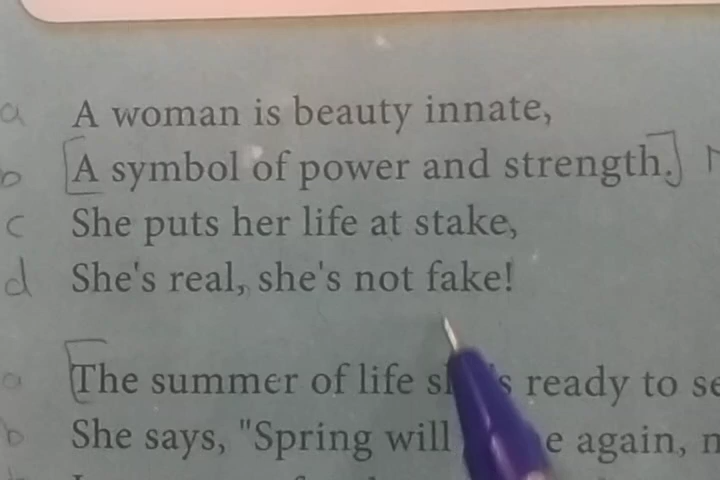 a A woman is beauty innate,
b A symbol of power and strength.
c She puts her life at stake,
d She's real, she's not fake!
a The summer of life ready to
b She says, "Spring will again,